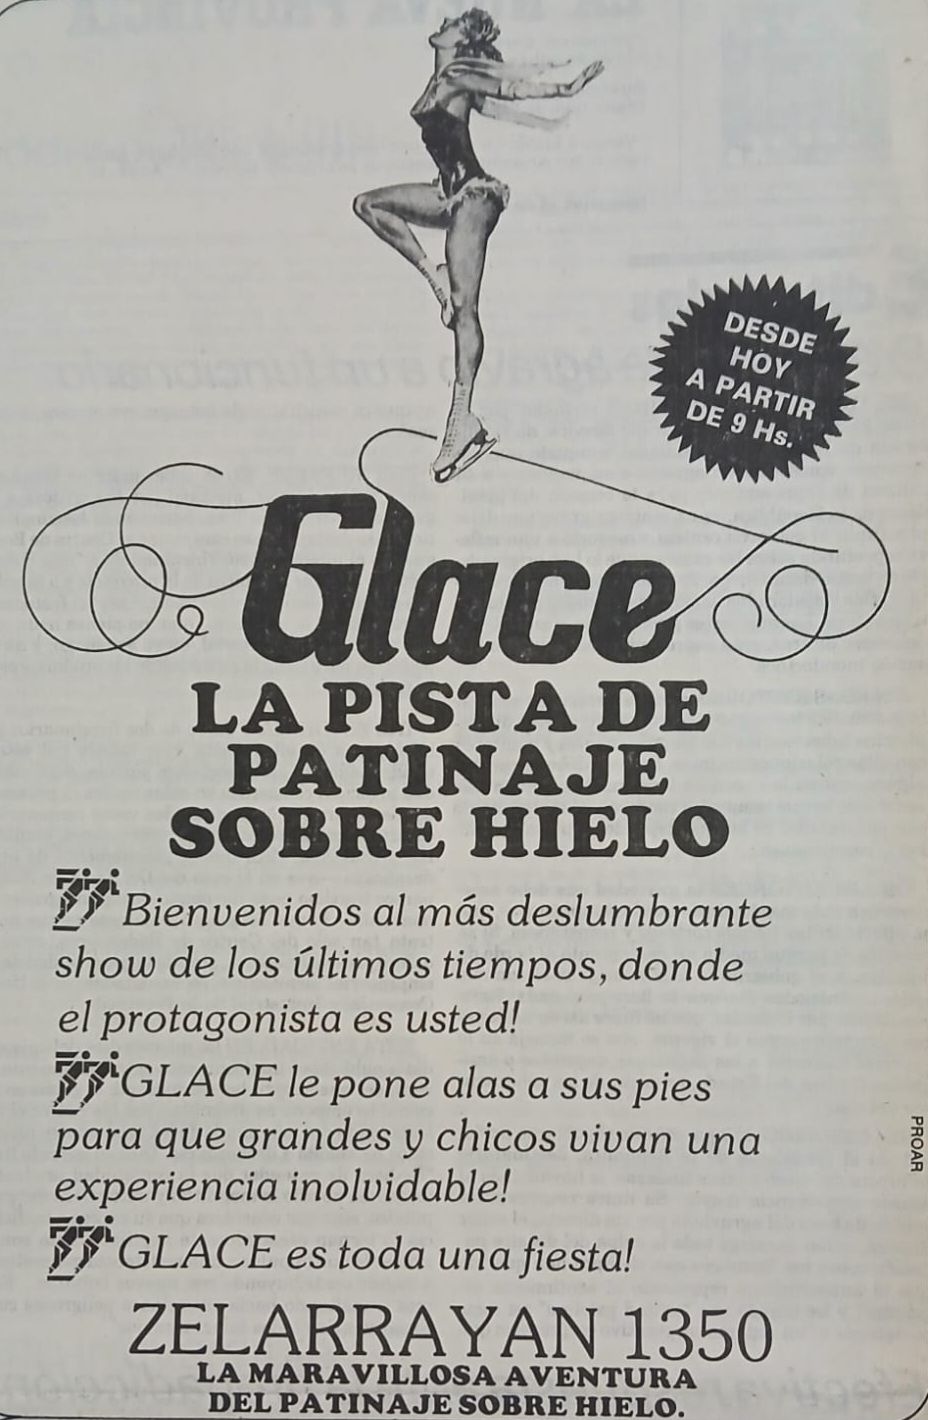 DESDE
HOY
A PARTIR
DE 9 Hs.
Glace
LA PISTA DE
PATINAJE
SOBRE HIELO
Bienvenidos al más deslumbrante
show de los últimos tiempos, donde
el protagonista es usted!
GLACE le pone alas a sus pies
para que grandes y chicos vivan una
experiencia inolvidable!
GLACE es toda una fiesta!
PROAR
ZELARRAYAN 1350
LA MARAVILLOSA AVENTURA
DEL PATINAJE SOBRE HIELO.